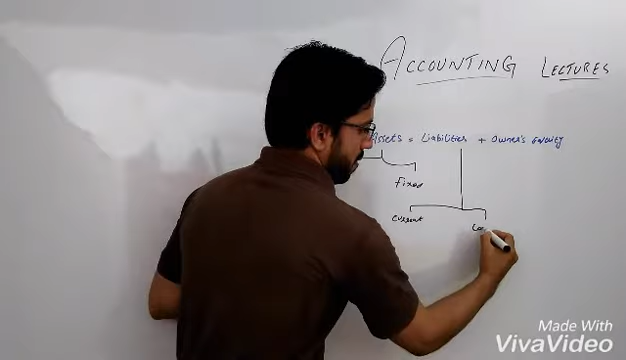 ACCOUNTING LECTURES
Assets = Liabilities + Owner's equity
Fixed
Current
Made With
VivaVideo